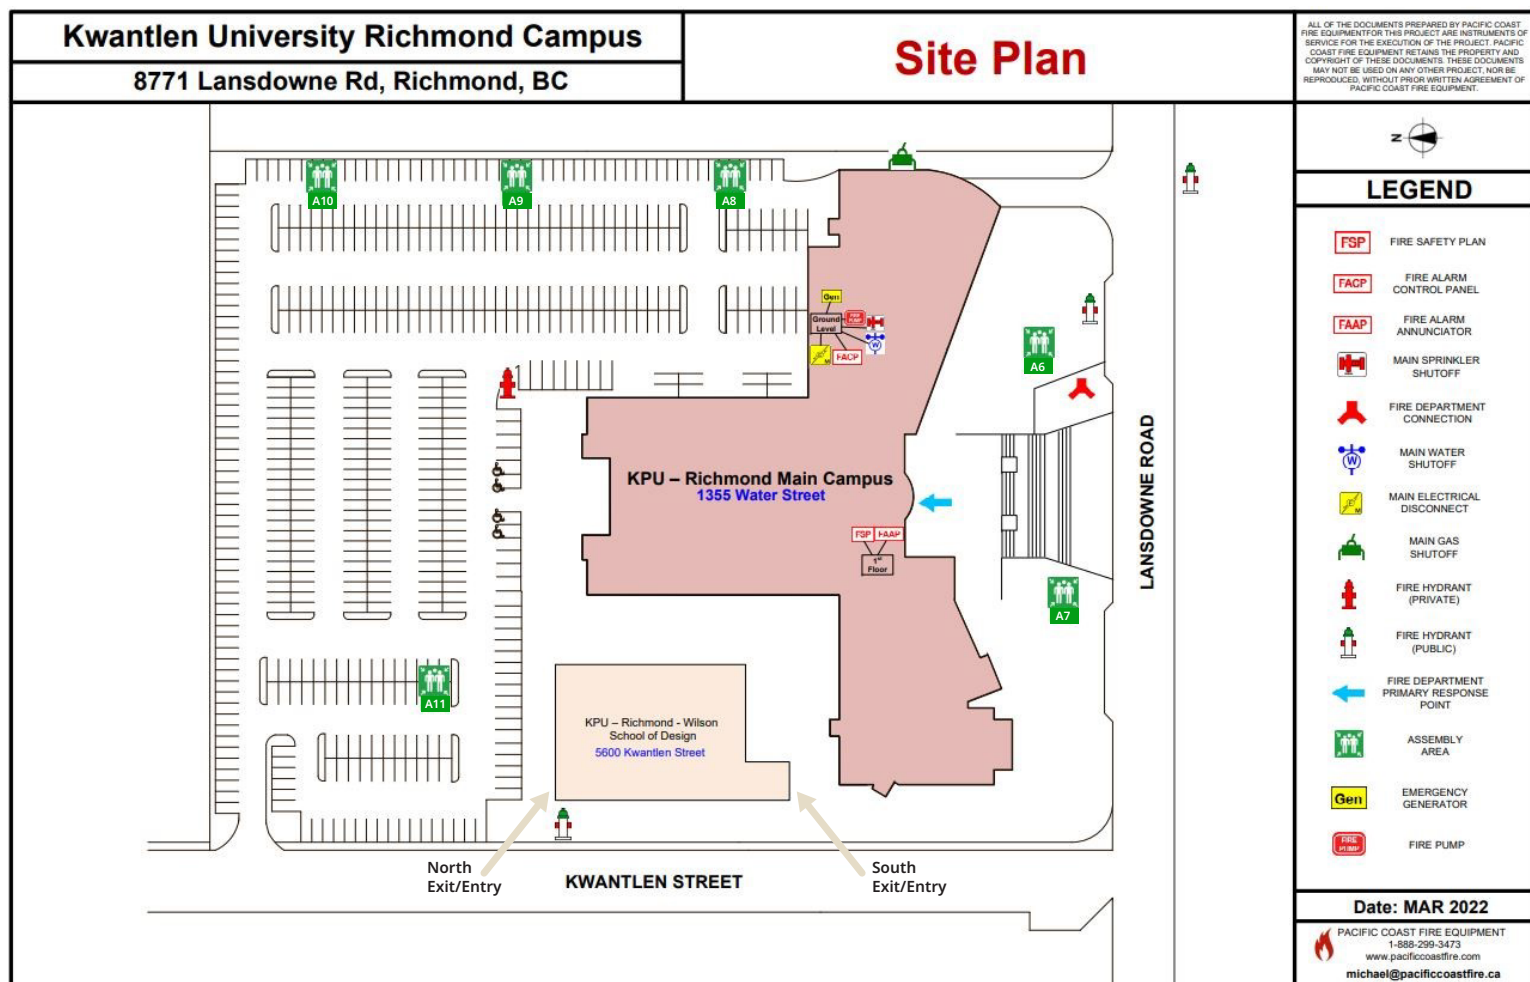 Kwantlen University Richmond Campus
8771 Lansdowne Rd, Richmond, BC
Site Plan
ALL OF THE DOCUMENTS PREPARED BY PACIFIC COAST
FIRE EQUIPMENTFOR THIS PROJECT ARE INSTRUMENTS OF
SERVICE FOR THE EXECUTION OF THE PROJECT. PACIFIC
COAST FIRE EQUIPMENT RETAINS THE PROPERTY AND
COPYRIGHT OF THESE DOCUMENTS. THESE DOCUMENTS
MAY NOT BE USED ON ANY OTHER PROJECT, NOR BE
REPRODUCED, WITHOUT PRIOR WRITTEN AGREEMENT OF
PACIFIC COAST FIRE EQUIPMENT.
N
A10
A9
A8
Gen
Ground
Level
FIRE
PUMP
W
M
FACP
A6
KPU – Richmond Main Campus
1355 Water Street
FSP
FAAP
1st
Floor
A7
LANSDOWNE ROAD
A11
KPU – Richmond - Wilson
School of Design
5600 Kwantlen Street
North
Exit/Entry
South
Exit/Entry
KWANTLEN STREET
LEGEND
FSP
FIRE SAFETY PLAN
FACP
FIRE ALARM
CONTROL PANEL
FAAP
FIRE ALARM
ANNUNCIATOR
MAIN SPRINKLER
SHUTOFF
FIRE DEPARTMENT
CONNECTION
W
MAIN WATER
SHUTOFF
M
MAIN ELECTRICAL
DISCONNECT
MAIN GAS
SHUTOFF
FIRE HYDRANT
(PRIVATE)
FIRE HYDRANT
(PUBLIC)
FIRE DEPARTMENT
PRIMARY RESPONSE
POINT
ASSEMBLY
AREA
Gen
EMERGENCY
GENERATOR
FIRE
PUMP
FIRE PUMP
Date: MAR 2022
PACIFIC COAST FIRE EQUIPMENT
1-888-299-3473
www.pacificcoastfire.com
michael@pacificcoastfire.ca